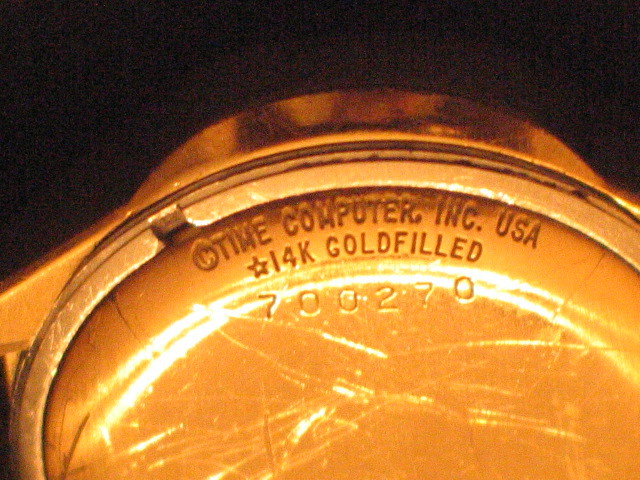 ©TIME COMPUTER, INC. USA
☆14K GOLDFILLED
700270